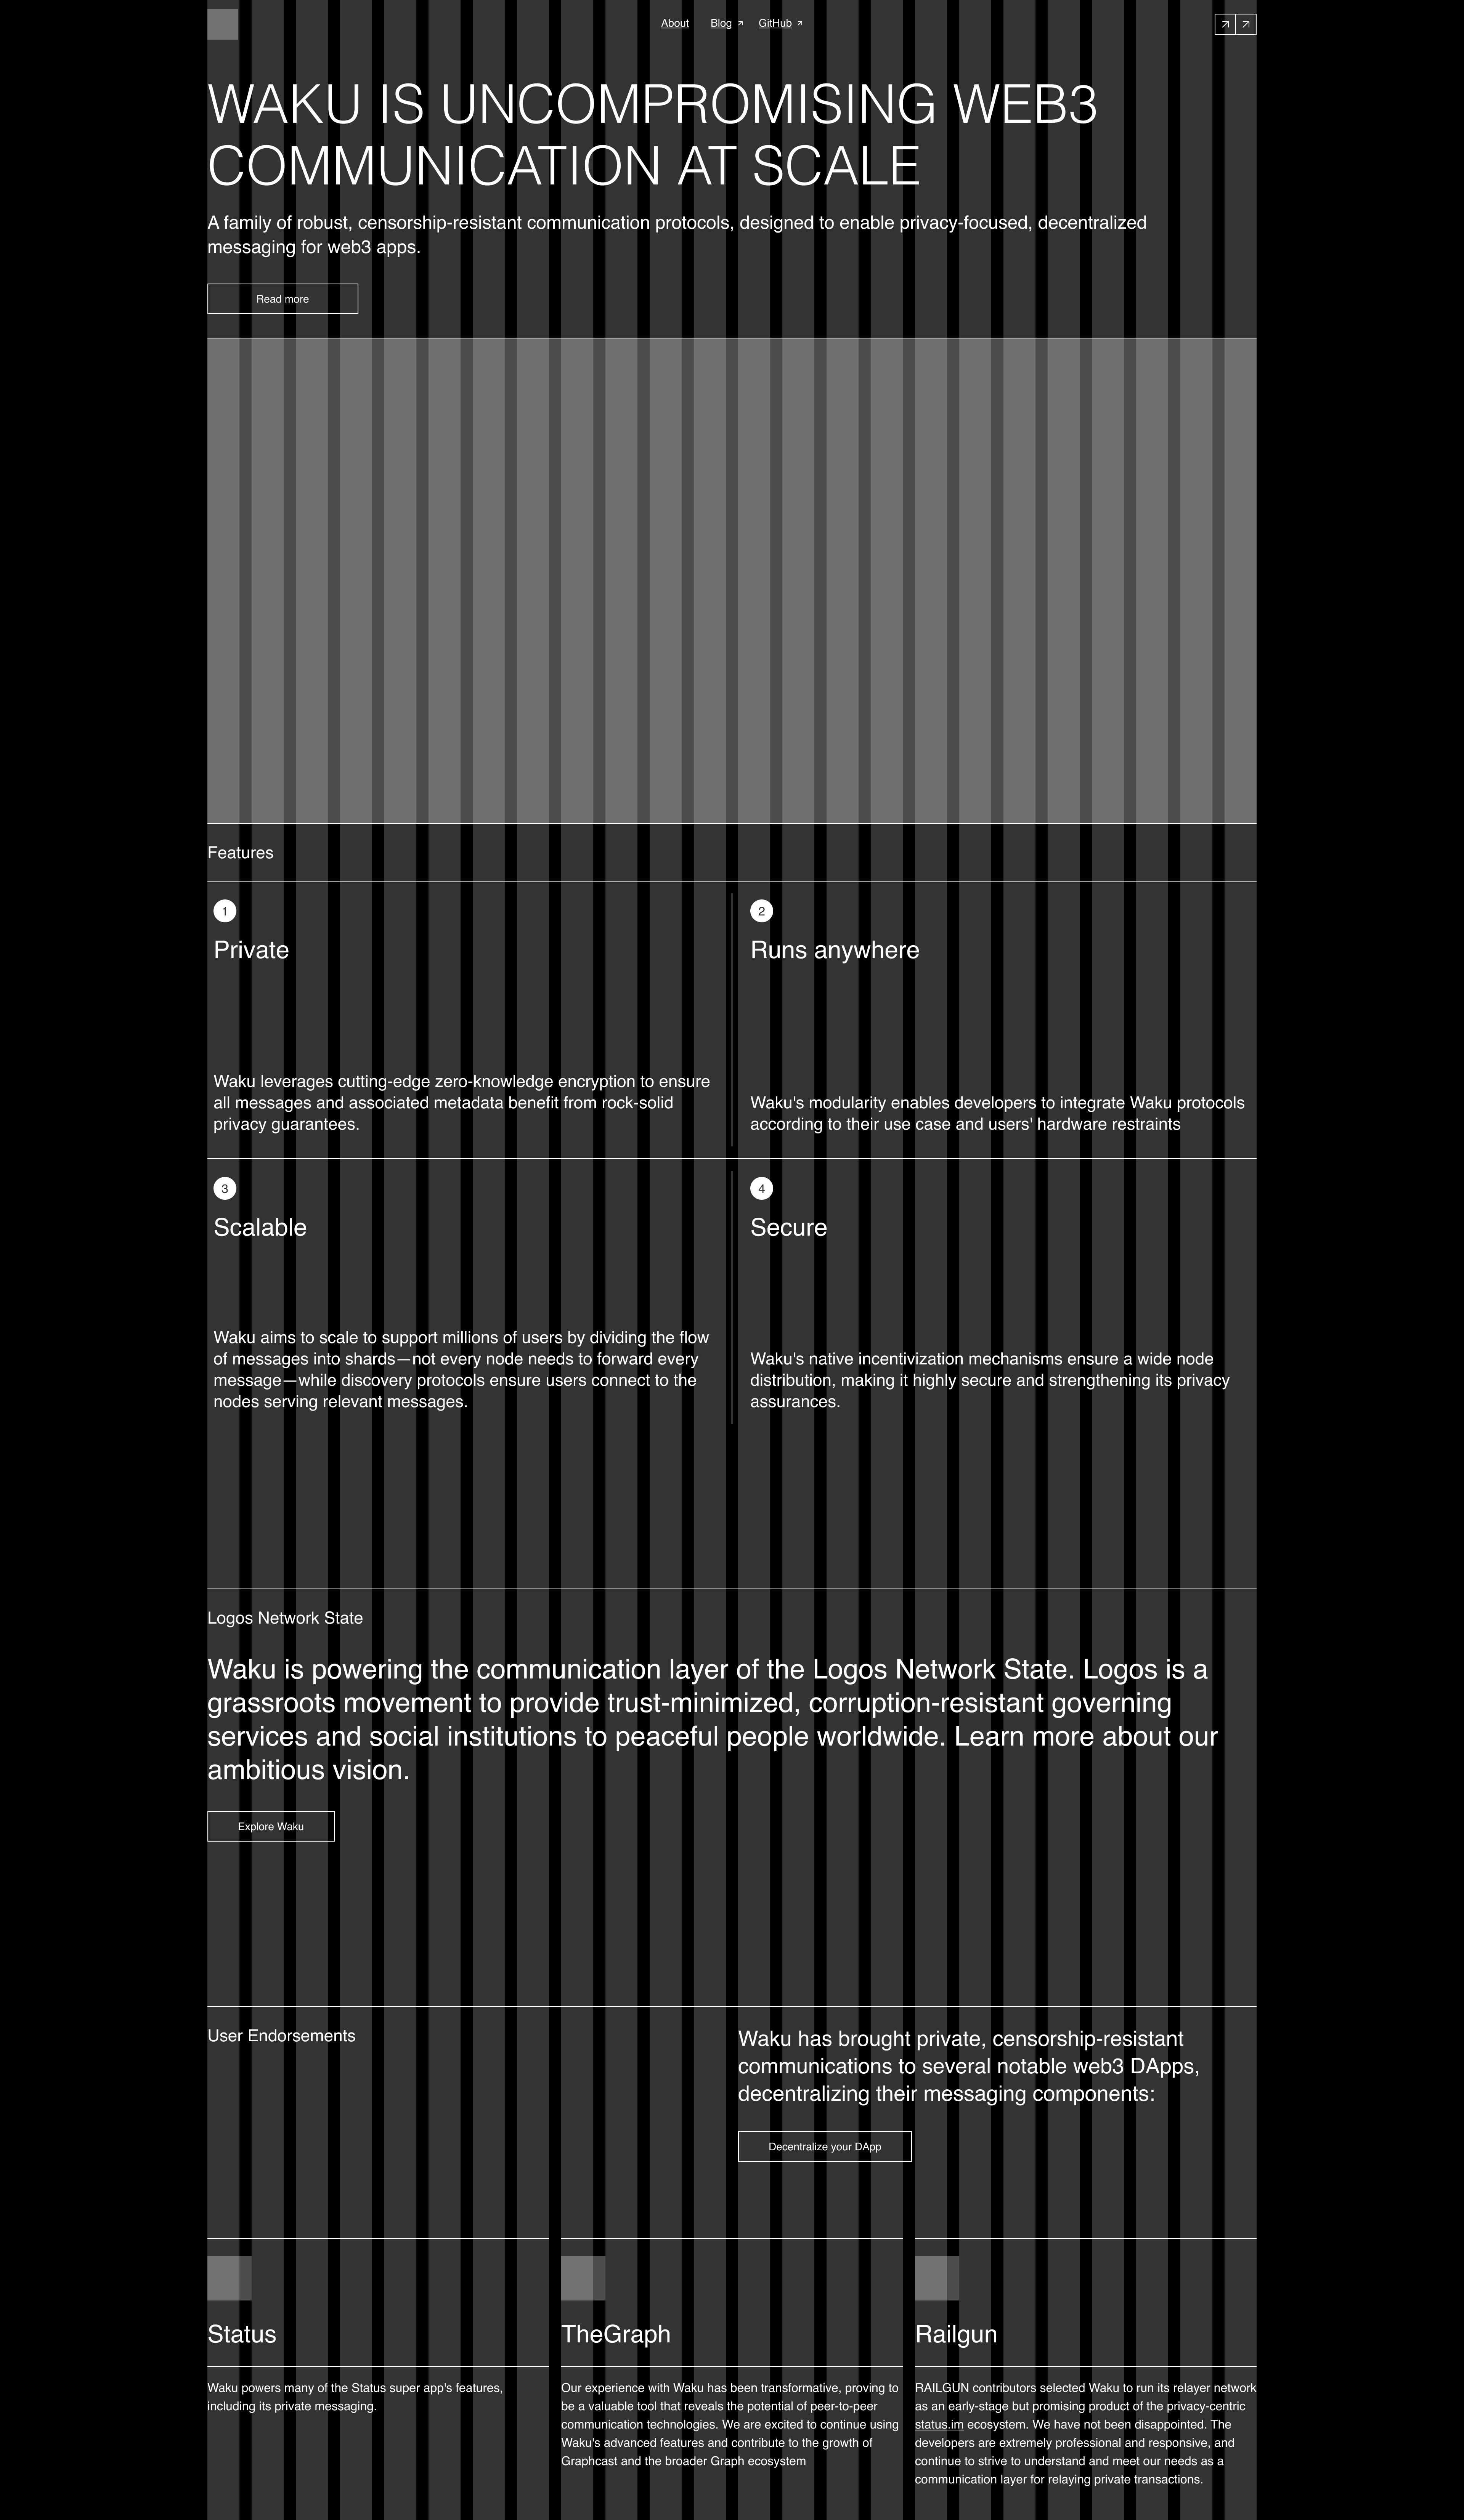 About Blog GitHub
WAKU IS UNCOMPROMISING WEB3
COMMUNICATION AT SCALE
A family of robust, censorship-resistant communication protocols, designed to enable privacy-focused, decentralized
messaging for web3 apps.
Read more
Features
1
Private
Waku leverages cutting-edge zero-knowledge encryption to ensure
all messages and associated metadata benefit from rock-solid
privacy guarantees.
2
Runs anywhere
Waku's modularity enables developers to integrate Waku protocols
according to their use case and users' hardware restraints
3
Scalable
Waku aims to scale to support millions of users by dividing the flow
of messages into shards—not every node needs to forward every
message—while discovery protocols ensure users connect to the
nodes serving relevant messages.
4
Secure
Waku's native incentivization mechanisms ensure a wide node
distribution, making it highly secure and strengthening its privacy
assurances.
Logos Network State
Waku is powering the communication layer of the Logos Network State. Logos is a
grassroots movement to provide trust-minimized, corruption-resistant governing
services and social institutions to peaceful people worldwide. Learn more about our
ambitious vision.
Explore Waku
User Endorsements
Waku has brought private, censorship-resistant
communications to several notable web3 DApps,
decentralizing their messaging components:
Decentralize your DApp
Status
Waku powers many of the Status super app's features,
including its private messaging.
TheGraph
Our experience with Waku has been transformative, proving to
be a valuable tool that reveals the potential of peer-to-peer
communication technologies. We are excited to continue using
Waku's advanced features and contribute to the growth of
Graphcast and the broader Graph ecosystem
Railgun
RAILGUN contributors selected Waku to run its relayer network
as an early-stage but promising product of the privacy-centric
status.im ecosystem. We have not been disappointed. The
developers are extremely professional and responsive, and
continue to strive to understand and meet our needs as a
communication layer for relaying private transactions.